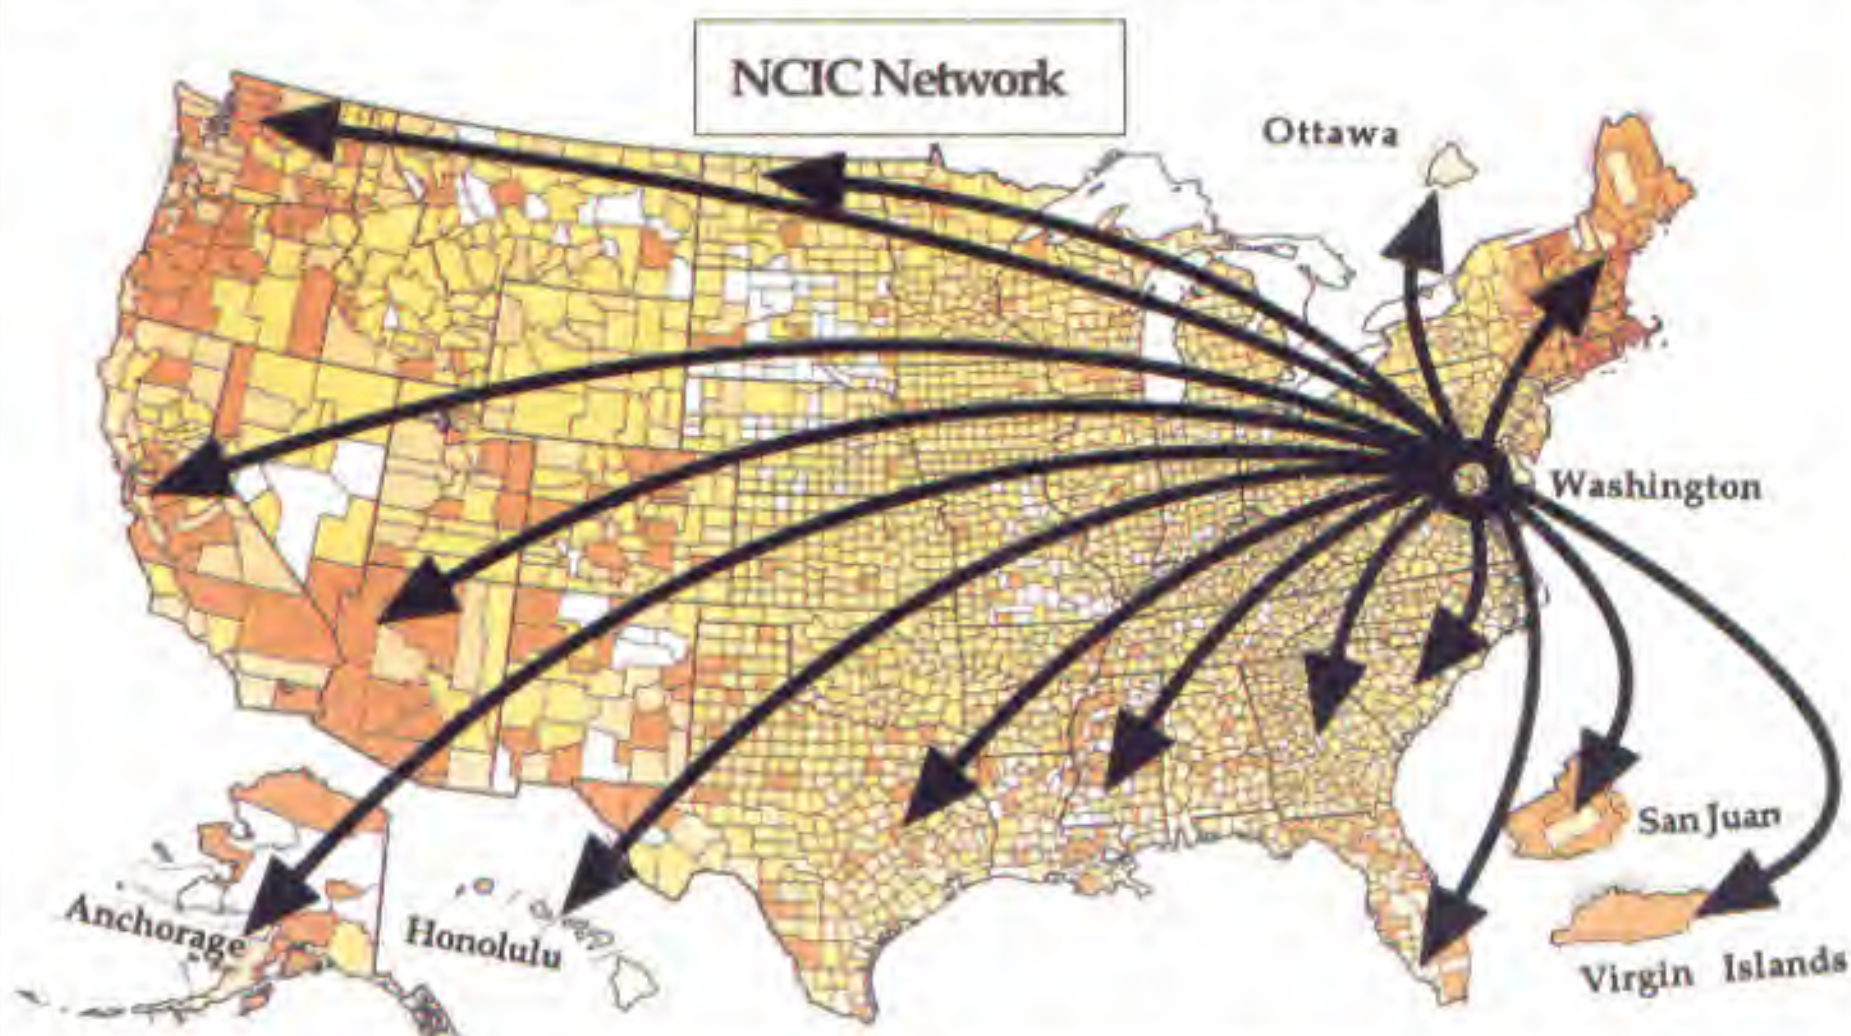 NCIC Network
Ottawa
Washington
San Juan
Anchorage
Honolulu
Virgin Islands